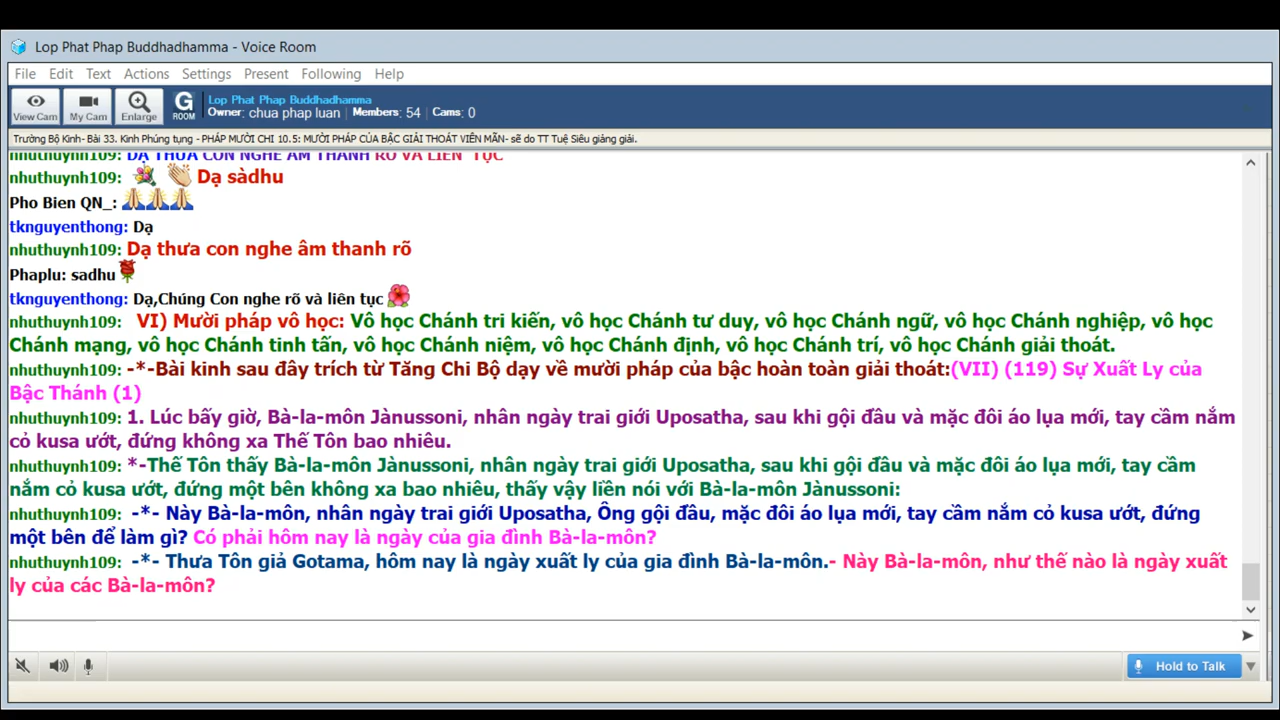 Lop Phat Phap Buddhadhamma - Voice Room
File Edit Text Actions Settings Present Following Help
View Cam My Cam Enlarge G ROOM Lop Phat Phap Buddhadhamma
Owner: chua phap luan | Members: 54 | Cams: 0
Trường Bộ Kinh- Bài 33. Kinh Phúng tụng - PHÁP MƯỜI CHI 10.5: MƯỜI PHÁP CỦA BẬC GIẢI THOÁT VIÊN MÃN- sẽ do TT Tuệ Siêu giảng giải.
nhuthuynh109: DẠ THƯA CON NGHE ÂM THANH RÕ VÀ LIÊN TỤC
nhuthuynh109: Dạ sàdhu
Pho Bien QN_:
tknguyenthong: Dạ
nhuthuynh109: Dạ thưa con nghe âm thanh rõ
Phaplu: sadhu
tknguyenthong: Dạ,Chúng Con nghe rõ và liên tục
nhuthuynh109: VI) Mười pháp vô học: Vô học Chánh tri kiến, vô học Chánh tư duy, vô học Chánh ngữ, vô học Chánh nghiệp, vô học
Chánh mạng, vô học Chánh tinh tấn, vô học Chánh niệm, vô học Chánh định, vô học Chánh trí, vô học Chánh giải thoát.
nhuthuynh109: -*-Bài kinh sau đây trích từ Tăng Chi Bộ dạy về mười pháp của bậc hoàn toàn giải thoát:(VII) (119) Sự Xuất Ly của
Bậc Thánh (1)
nhuthuynh109: 1. Lúc bấy giờ, Bà-la-môn Jànussoni, nhân ngày trai giới Uposatha, sau khi gội đầu và mặc đôi áo lụa mới, tay cầm nắm
cỏ kusa ướt, đứng không xa Thế Tôn bao nhiêu.
nhuthuynh109: *-Thế Tôn thấy Bà-la-môn Jànussoni, nhân ngày trai giới Uposatha, sau khi gội đầu và mặc đôi áo lụa mới, tay cầm
nắm cỏ kusa ướt, đứng một bên không xa bao nhiêu, thấy vậy liền nói với Bà-la-môn Jànussoni:
nhuthuynh109: -*- Này Bà-la-môn, nhân ngày trai giới Uposatha, Ông gội đầu, mặc đôi áo lụa mới, tay cầm nắm cỏ kusa ướt, đứng
một bên để làm gì? Có phải hôm nay là ngày của gia đình Bà-la-môn?
nhuthuynh109: -*- Thưa Tôn giả Gotama, hôm nay là ngày xuất ly của gia đình Bà-la-môn.- Này Bà-la-môn, như thế nào là ngày xuất
ly của các Bà-la-môn?
Hold to Talk